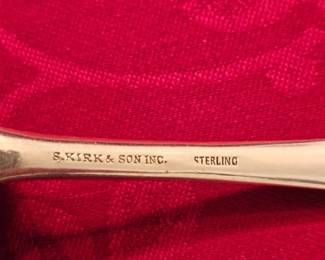 S. KIRK & SON INC. STERLING